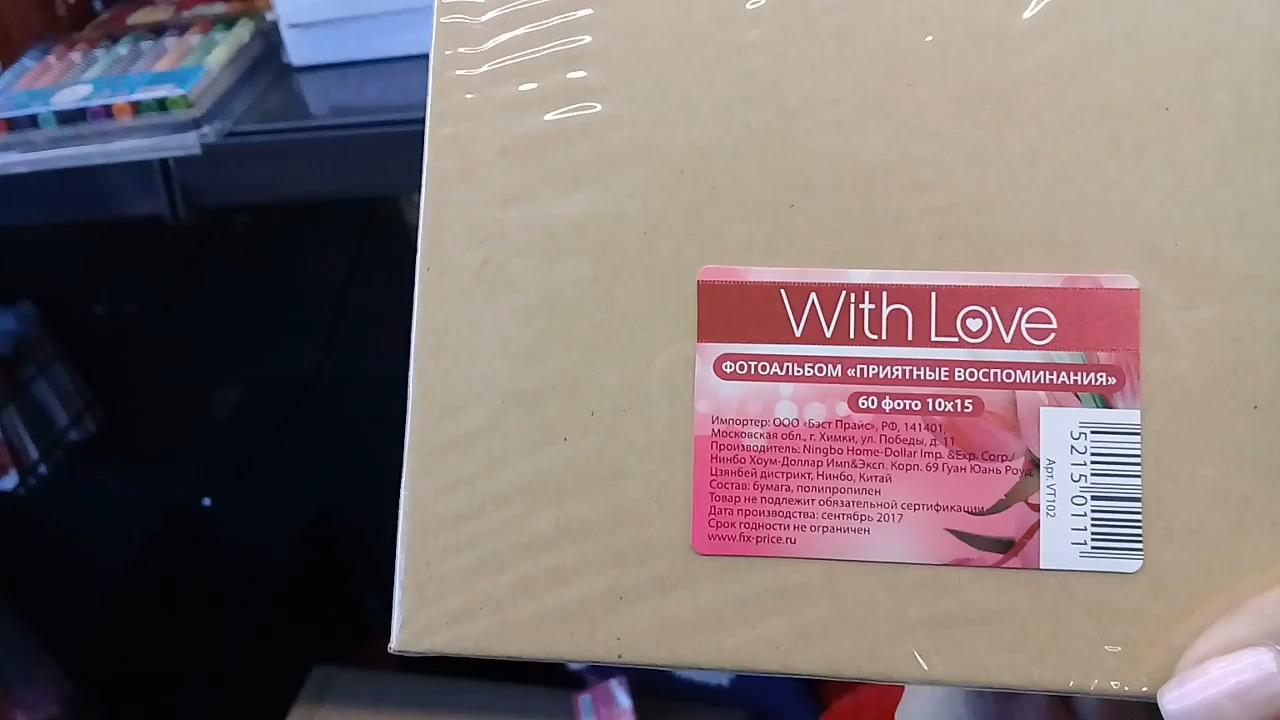 With Love
ФОТОАЛЬБОМ «ПРИЯТНЫЕ ВОСПОМИНАНИЯ»
60 фото 10x15
Импортер: ООО «Бэст Прайс», РФ, 141401,
Московская обл., г. Химки, ул. Победы, д. 11
Производитель: Ningbo Home-Dollar Imp. &Exp. Corp./
Нинбо Хоум-Доллар Имп&Эксп. Корп. 69 Гуан Юань Роуд,
Цзянбей дистрикт, Нинбо, Китай
Состав: бумага, полипропилен
Товар не подлежит обязательной сертификации
Дата производства: сентябрь 2017
Срок годности не ограничен
www.fix-price.ru
Арт. VT102
52150111